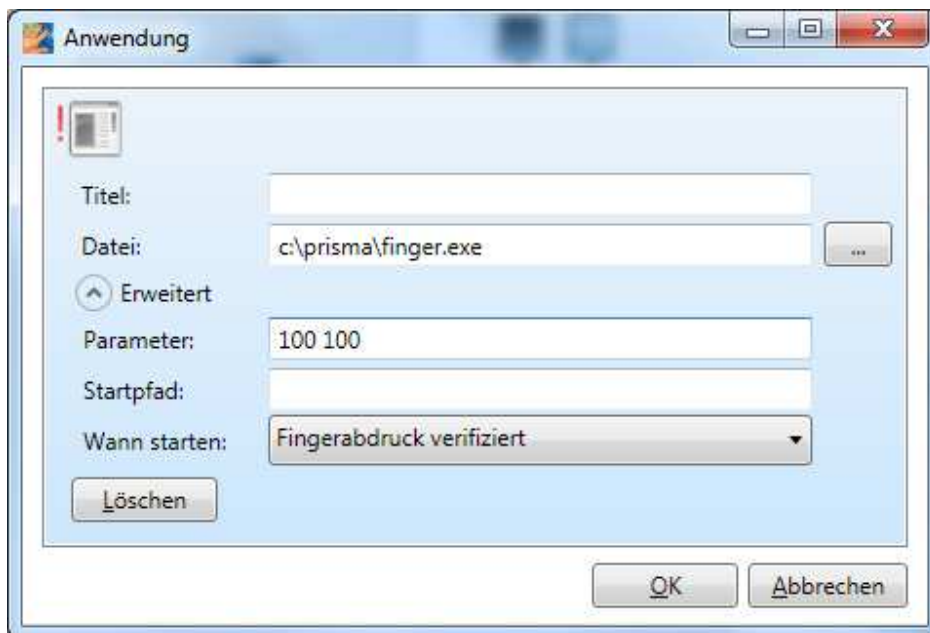 Anwendung
Titel:
Datei: c:\prisma\finger.exe ...
Erweitert
Parameter: 100 100
Startpfad:
Wann starten: Fingerabdruck verifiziert
Löschen
OK Abbrechen